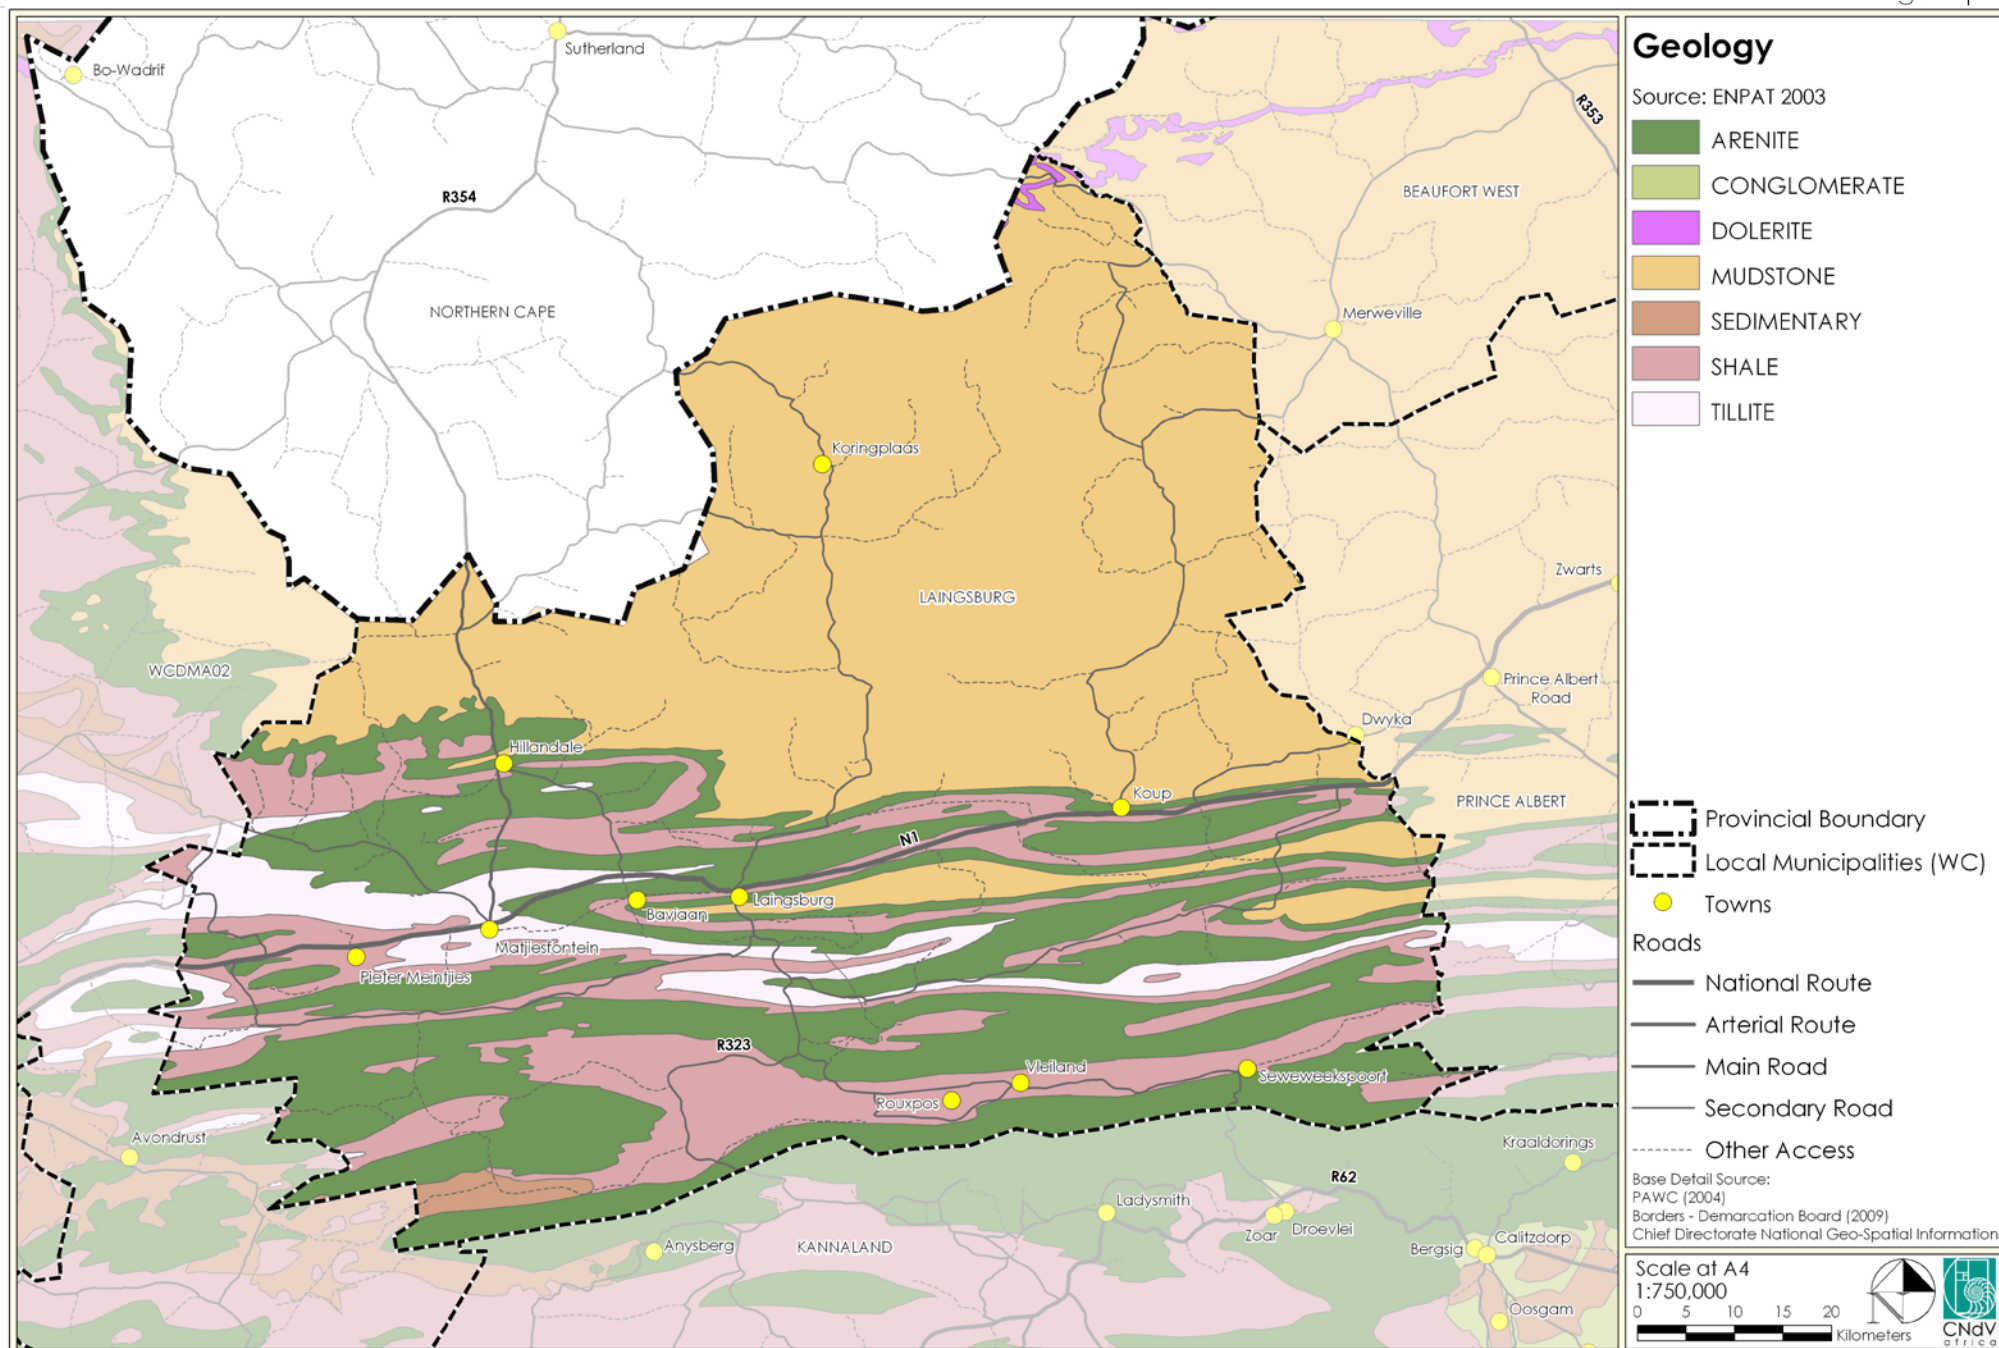 Geology
Source: ENPAT 2003
ARENITE
CONGLOMERATE
DOLERITE
MUDSTONE
SEDIMENTARY
SHALE
TILLITE
Provincial Boundary
Local Municipalities (WC)
Towns
Roads
National Route
Arterial Route
Main Road
Secondary Road
Other Access
Base Detail Source:
PAWC (2004)
Borders - Demarcation Board (2009)
Chief Directorate National Geo-Spatial Information
Scale at A4
1:750,000
0 5 10 15 20
Kilometers
N
CNdV
africa
Bo-Wadrif
Sutherland
R353
R354
BEAUFORT WEST
NORTHERN CAPE
Merweville
Koringplaas
Zwarts
LAINGSBURG
WCDMA02
Prince Albert
Road
Dwyka
Hillandale
Koup
PRINCE ALBERT
N1
Laingsburg
Baviaan
Matjiesfontein
Pieter Meintjies
R323
Vleiland
Seweweekspoort
Rouxpos
Avondrust
Kraaldorings
R62
Ladysmith
Zoar
Droevlei
Anysberg
KANNALAND
Bergsig
Calitzdorp
Oosgam